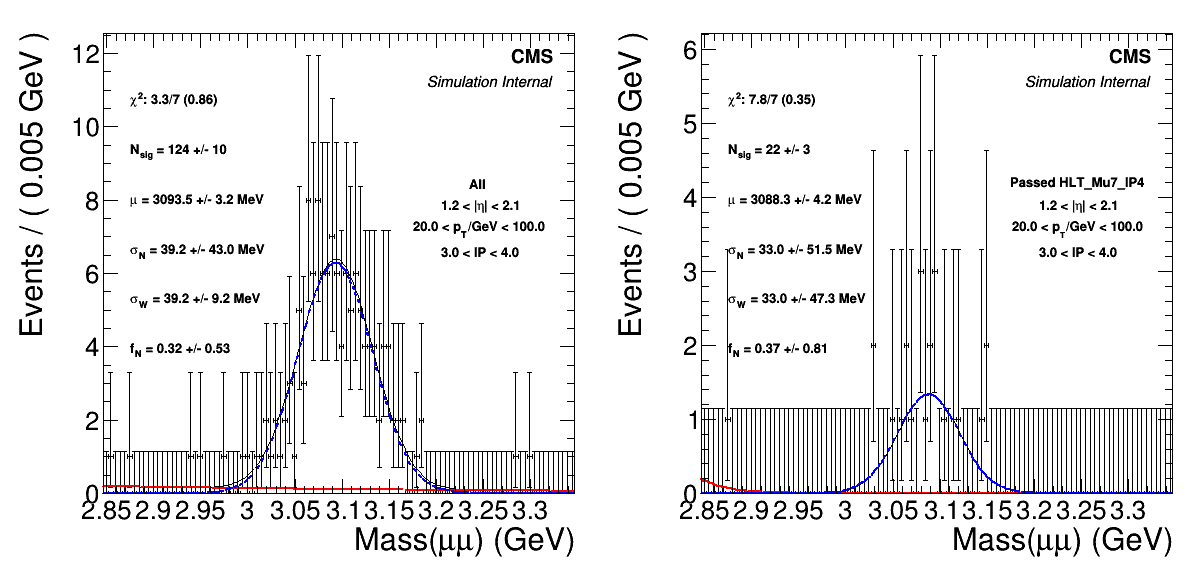 Events / ( 0.005 GeV )
12
10
8
6
4
2
0
CMS
Simulation Internal
χ²: 3.3/7 (0.86)
N_sig = 124 +/- 10
μ = 3093.5 +/- 3.2 MeV
σ_N = 39.2 +/- 43.0 MeV
σ_W = 39.2 +/- 9.2 MeV
f_N = 0.32 +/- 0.53
All
1.2 < |η| < 2.1
20.0 < p_T/GeV < 100.0
3.0 < IP < 4.0
2.85 2.9 2.95 3 3.05 3.1 3.15 3.2 3.25 3.3
Mass(μμ) (GeV)
Events / ( 0.005 GeV )
6
5
4
3
2
1
0
CMS
Simulation Internal
χ²: 7.8/7 (0.35)
N_sig = 22 +/- 3
μ = 3088.3 +/- 4.2 MeV
σ_N = 33.0 +/- 51.5 MeV
σ_W = 33.0 +/- 47.3 MeV
f_N = 0.37 +/- 0.81
Passed HLT_Mu7_IP4
1.2 < |η| < 2.1
20.0 < p_T/GeV < 100.0
3.0 < IP < 4.0
2.85 2.9 2.95 3 3.05 3.1 3.15 3.2 3.25 3.3
Mass(μμ) (GeV)